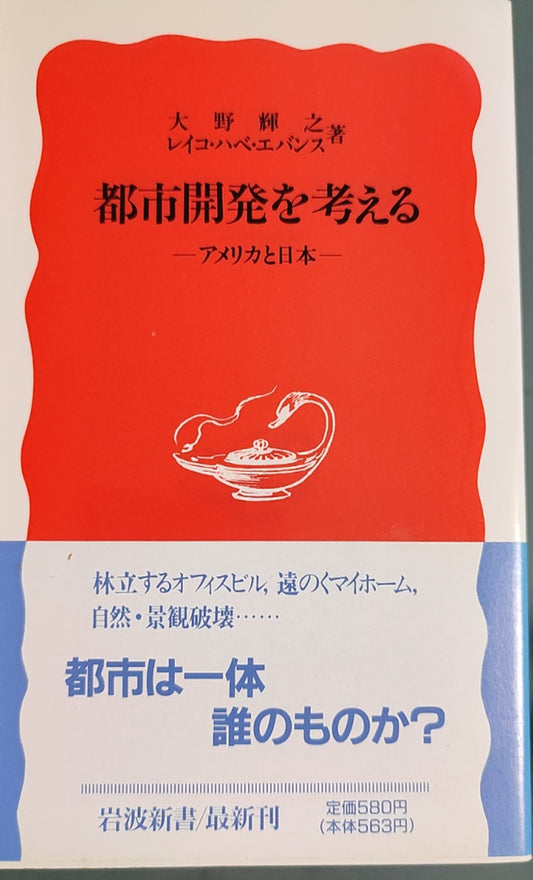 大野輝之
レイコ・ハベ・エバンス 著
都市開発を考える
―アメリカと日本―
林立するオフィスビル, 遠のくマイホーム,
自然・景観破壊……
都市は一体
誰のものか?
岩波新書/最新刊
定価580円
(本体563円)